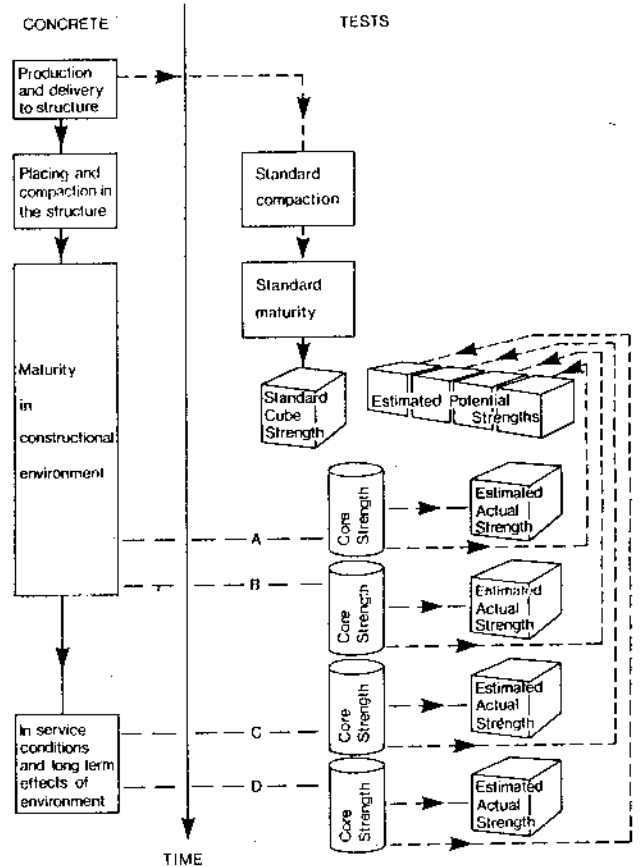 CONCRETE
TESTS
Production
and delivery
to structure
Placing and
compaction in
the structure
Standard
compaction
Standard
maturity
Maturity
in
constructional
environment
Standard
Cube
Strength
Estimated Potential
Strengths
A
Core
Strength
Estimated
Actual
Strength
B
Core
Strength
Estimated
Actual
Strength
C
Core
Strength
Estimated
Actual
Strength
In service
conditions
and long term
effects of
environment
D
Core
Strength
Estimated
Actual
Strength
TIME